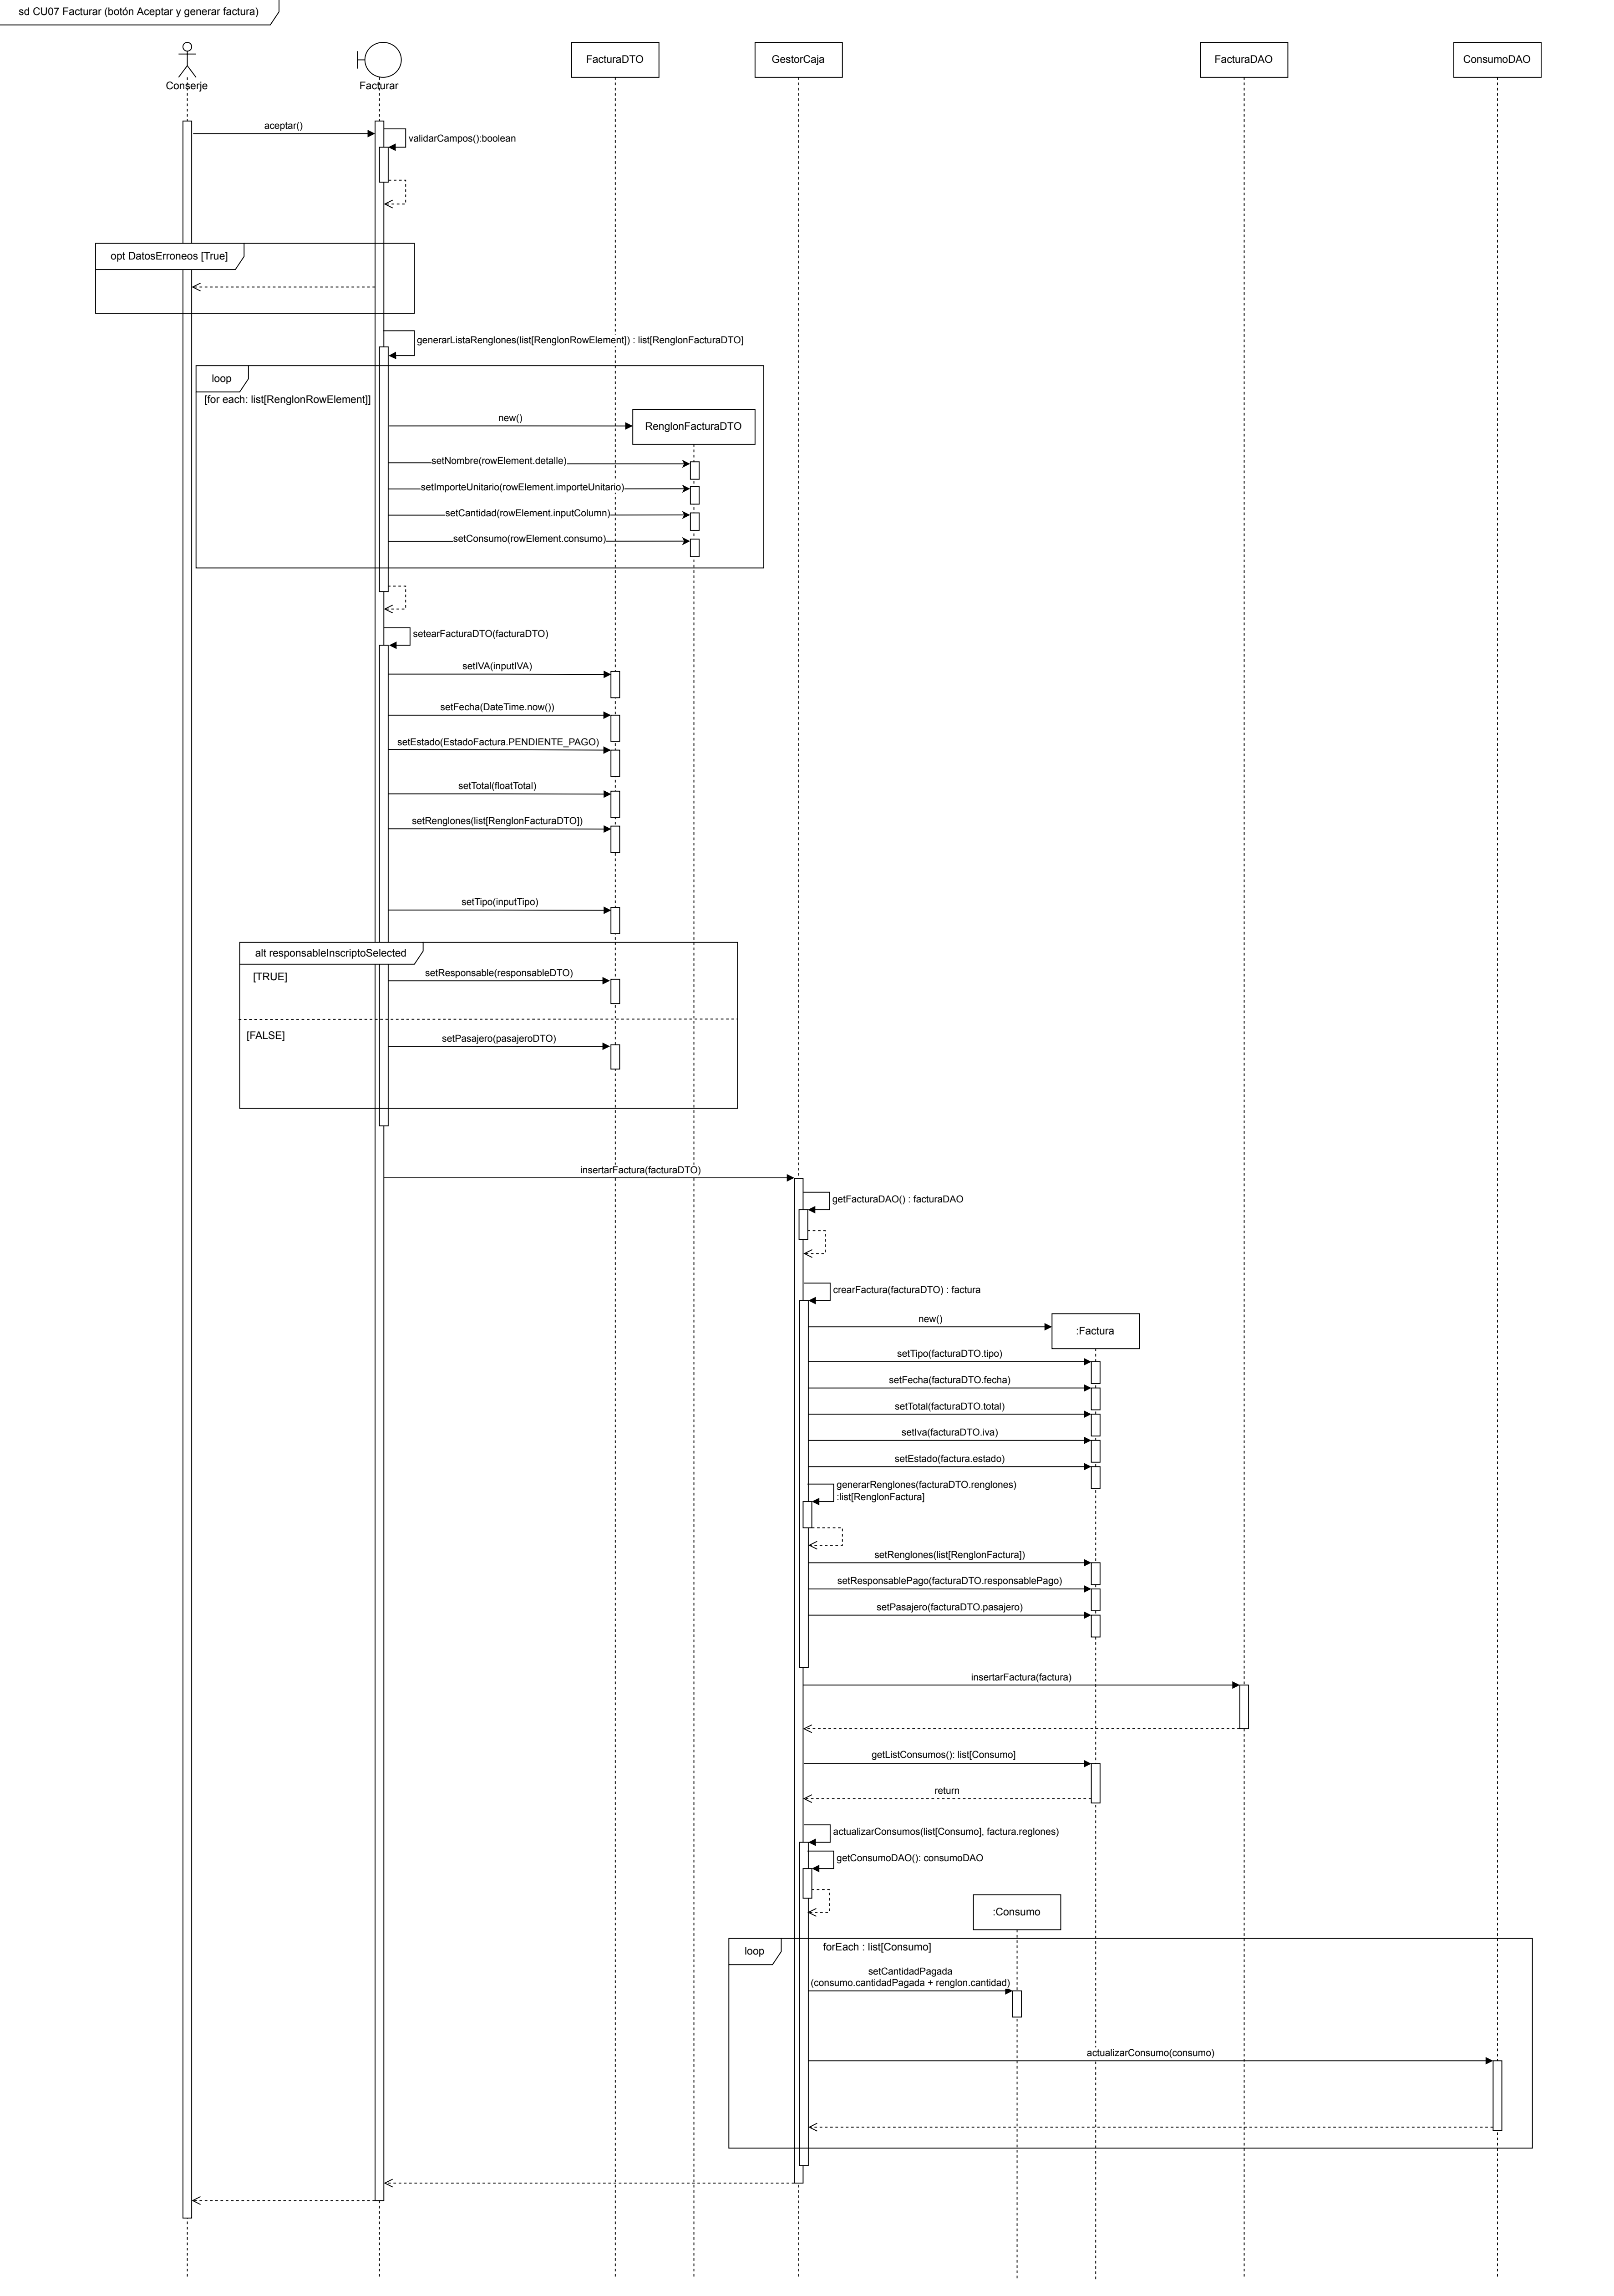 sd CU07 Facturar (botón Aceptar y generar factura)
Conserje
Facturar
FacturaDTO
GestorCaja
FacturaDAO
ConsumoDAO
aceptar()
validarCampos():boolean
opt DatosErroneos [True]
generarListaRenglones(list[RenglonRowElement]) : list[RenglonFacturaDTO]
loop
[for each: list[RenglonRowElement]]
new()
RenglonFacturaDTO
setNombre(rowElement.detalle)
setImporteUnitario(rowElement.importeUnitario)
setCantidad(rowElement.inputColumn)
setConsumo(rowElement.consumo)
setearFacturaDTO(facturaDTO)
setIVA(inputIVA)
setFecha(DateTime.now())
setEstado(EstadoFactura.PENDIENTE_PAGO)
setTotal(floatTotal)
setRenglones(list[RenglonFacturaDTO])
setTipo(inputTipo)
alt responsableInscriptoSelected
[TRUE]
setResponsable(responsableDTO)
[FALSE]
setPasajero(pasajeroDTO)
insertarFactura(facturaDTO)
getFacturaDAO() : facturaDAO
crearFactura(facturaDTO) : factura
new()
:Factura
setTipo(facturaDTO.tipo)
setFecha(facturaDTO.fecha)
setTotal(facturaDTO.total)
setIva(facturaDTO.iva)
setEstado(factura.estado)
generarRenglones(facturaDTO.renglones)
:list[RenglonFactura]
setRenglones(list[RenglonFactura])
setResponsablePago(facturaDTO.responsablePago)
setPasajero(facturaDTO.pasajero)
insertarFactura(factura)
getListConsumos(): list[Consumo]
return
actualizarConsumos(list[Consumo], factura.reglones)
getConsumoDAO(): consumoDAO
:Consumo
loop
forEach : list[Consumo]
setCantidadPagada
(consumo.cantidadPagada + renglon.cantidad)
actualizarConsumo(consumo)